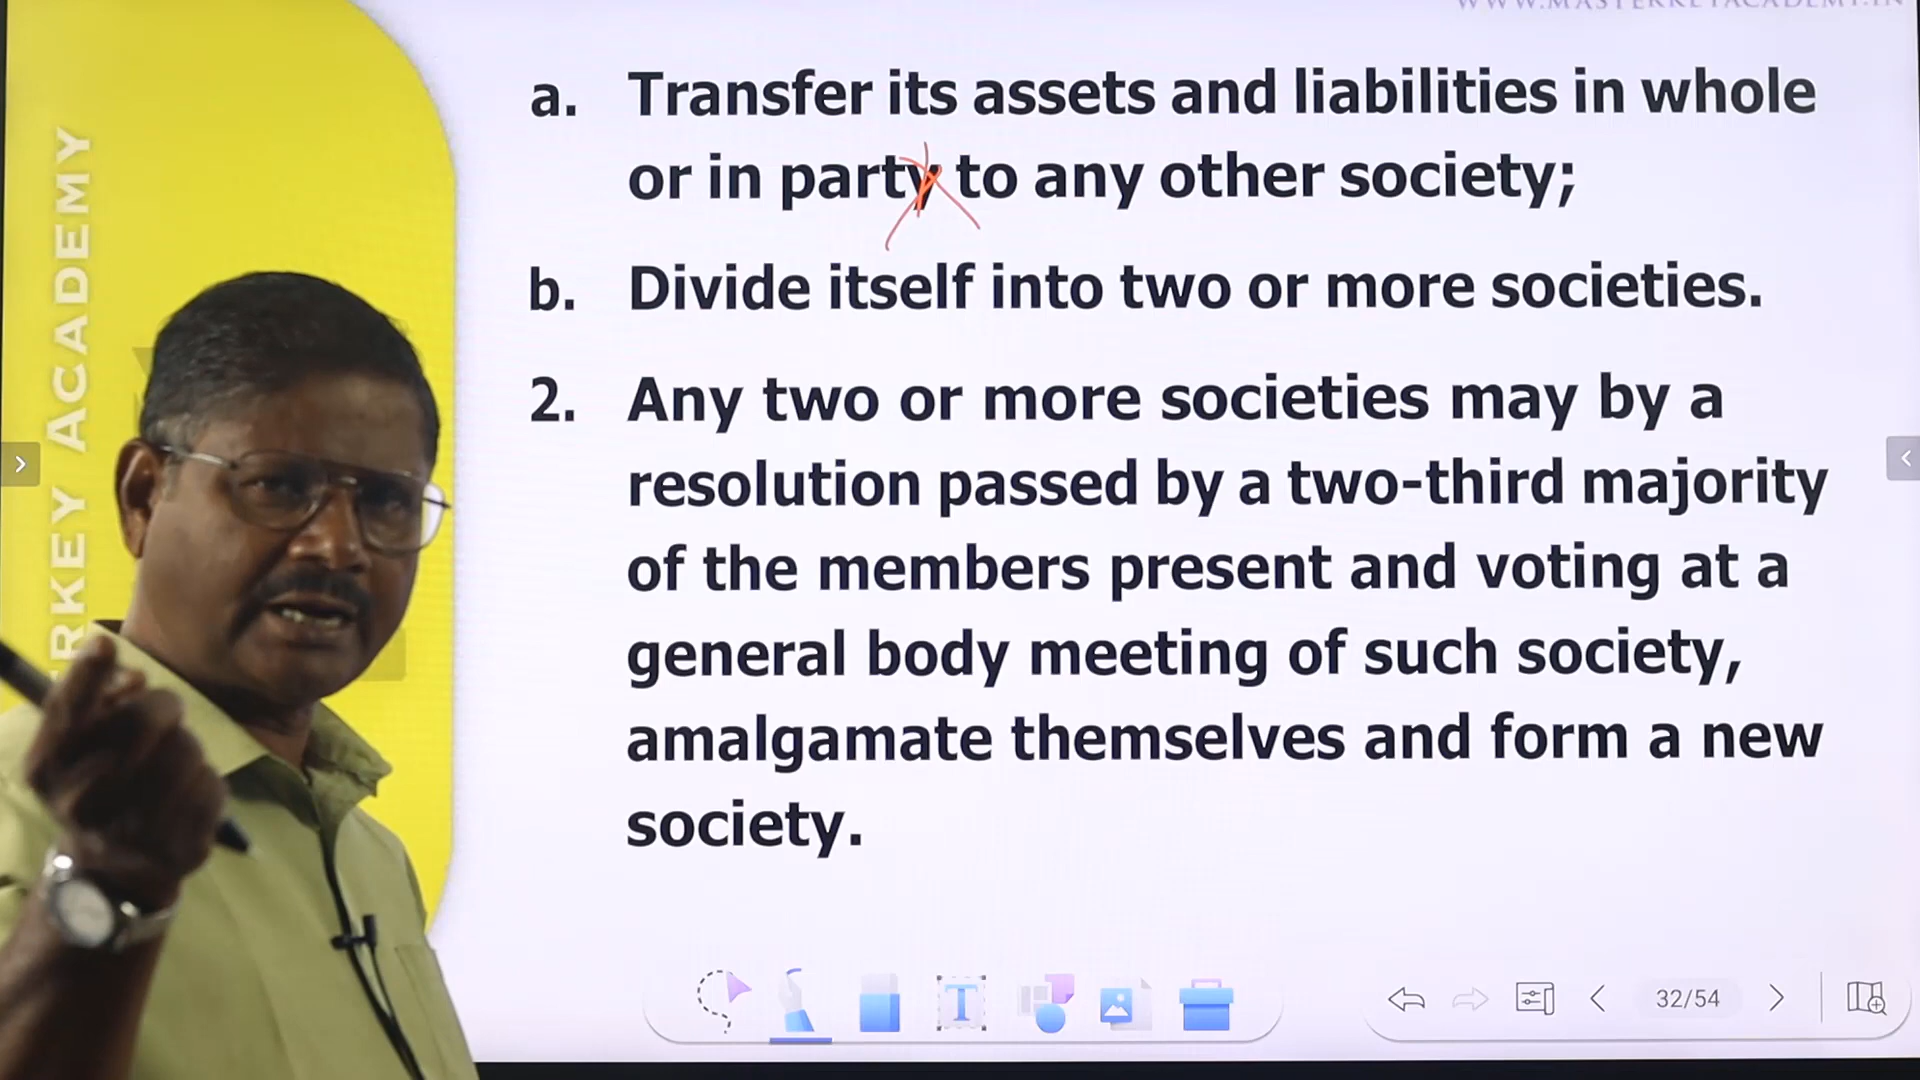 WWW.MASTERKEYACADEMY.IN
a. Transfer its assets and liabilities in whole
or in party to any other society;
b. Divide itself into two or more societies.
2. Any two or more societies may by a
resolution passed by a two-third majority
of the members present and voting at a
general body meeting of such society,
amalgamate themselves and form a new
society.
RKEY ACADEMY
T
32/54